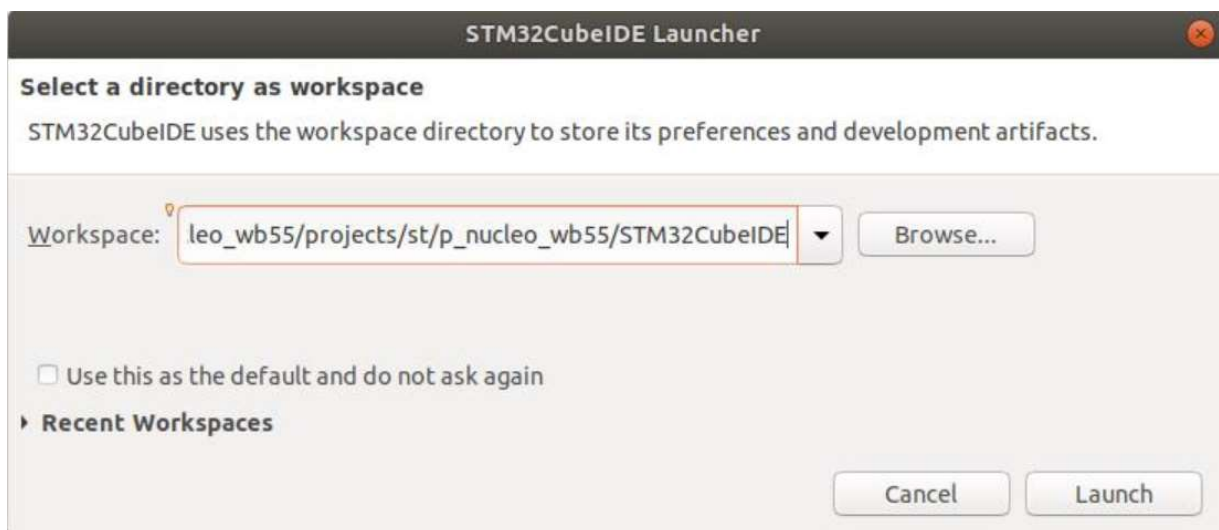 STM32CubeIDE Launcher
Select a directory as workspace
STM32CubeIDE uses the workspace directory to store its preferences and development artifacts.
Workspace: leo_wb55/projects/st/p_nucleo_wb55/STM32CubeIDE Browse...
Use this as the default and do not ask again
Recent Workspaces
Cancel Launch